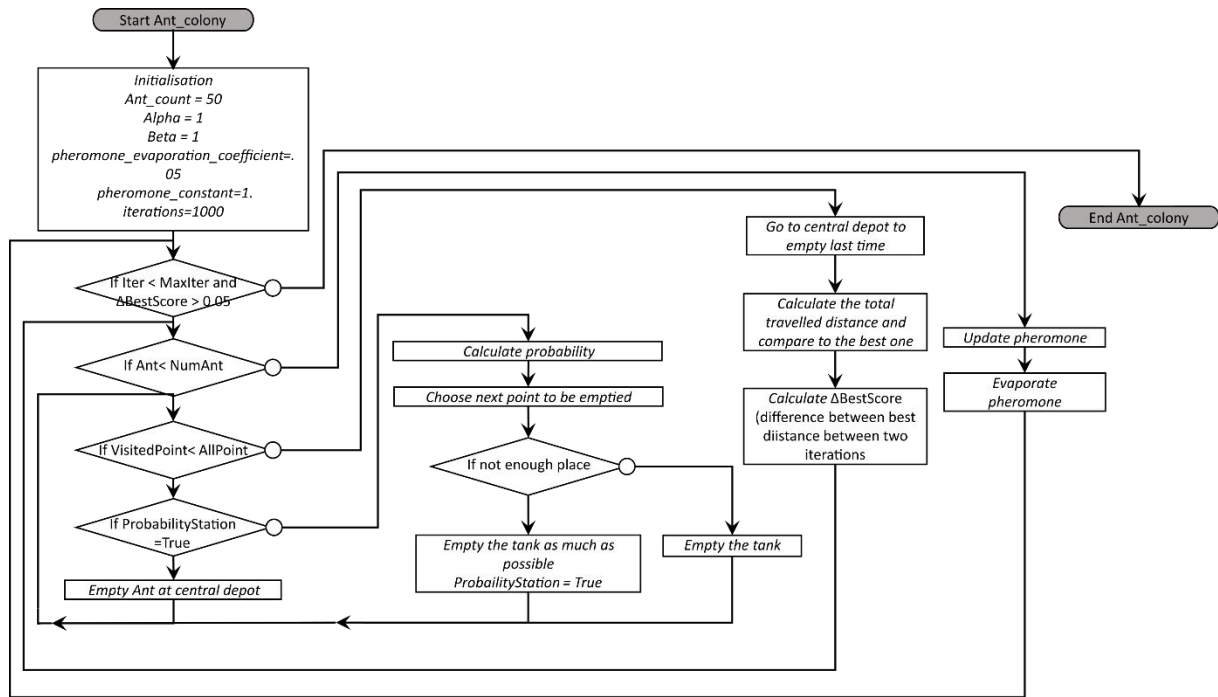 Start Ant_colony
Initialisation
Ant_count = 50
Alpha = 1
Beta = 1
pheromone_evaporation_coefficient=.
05
pheromone_constant=1.
iterations=1000
End Ant_colony
Go to central depot to
empty last time
If Iter < MaxIter and
ΔBestScore > 0.05
Calculate the total
travelled distance and
compare to the best one
Update pheromone
Calculate probability
If Ant< NumAnt
Evaporate
pheromone
Choose next point to be emptied
Calculate ΔBestScore
(difference between best
diistance between two
iterations
If VisitedPoint< AllPoint
If not enough place
If ProbabilityStation
=True
Empty the tank as much as
possible
ProbailityStation = True
Empty the tank
Empty Ant at central depot